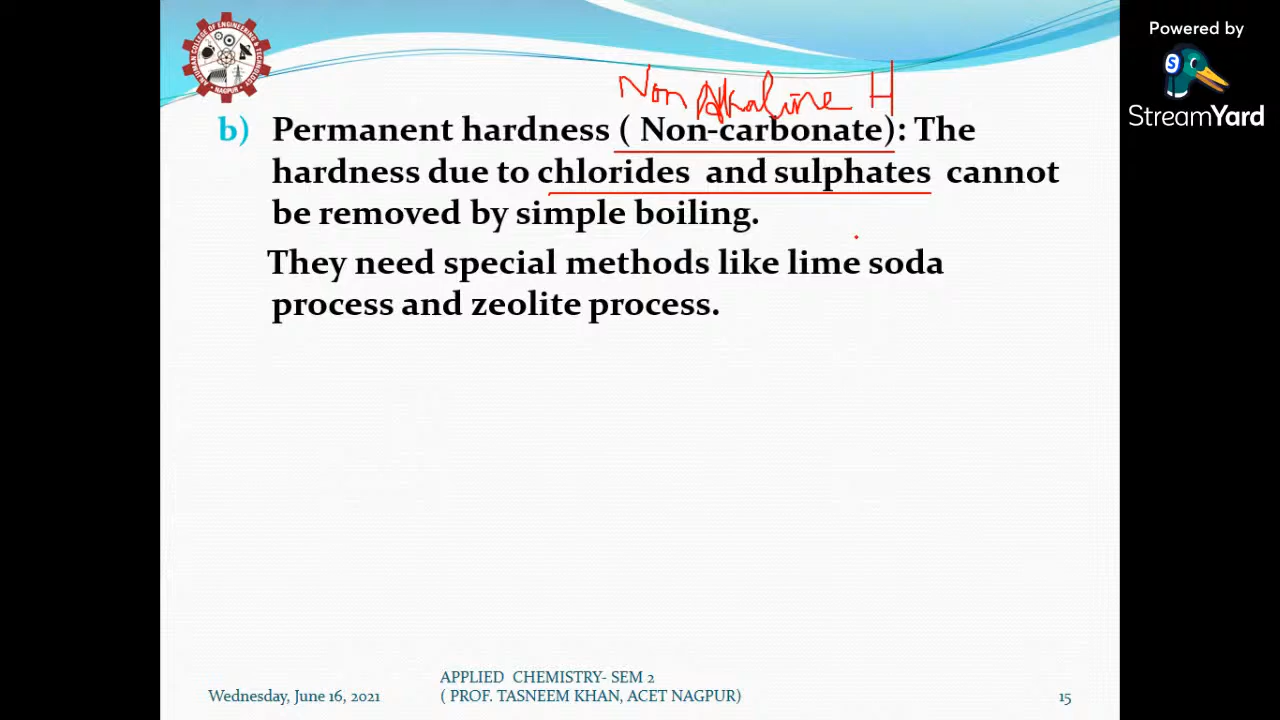 Powered by
StreamYard
Non Alkaline H
b) Permanent hardness ( Non-carbonate): The
hardness due to chlorides and sulphates cannot
be removed by simple boiling.
They need special methods like lime soda
process and zeolite process.
APPLIED CHEMISTRY- SEM 2
Wednesday, June 16, 2021 ( PROF. TASNEEM KHAN, ACET NAGPUR) 15